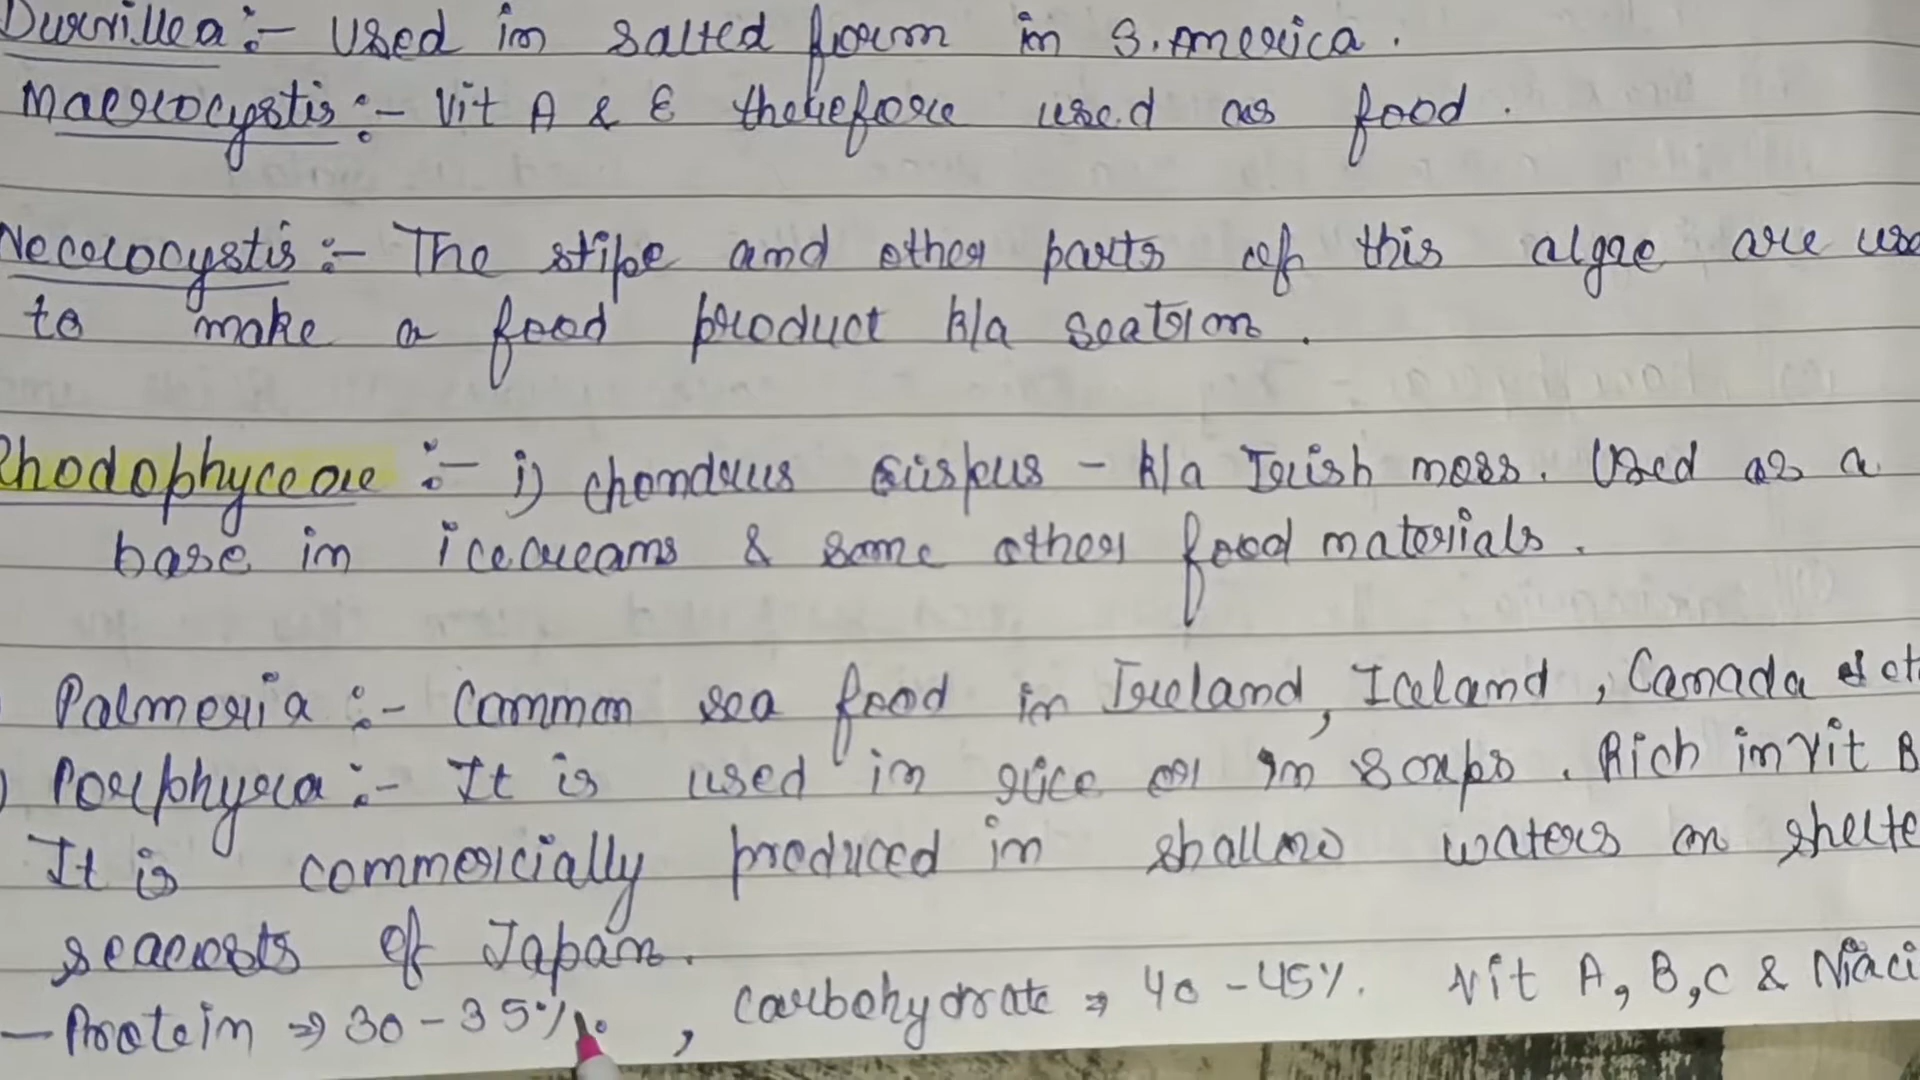 Durvillea :- Used in salted form in S. America.
Macrocystis :- Vit A & E therefore used as food.
Nereocystis :- The stipe and other parts of this algae are
to make a food product k/a seatron.
Rhodophyceae :- i) chondrus crispus - k/a Irish moss. Used as a
base in icecreams & some other food materials.
Palmeria :- Common sea food in Ireland, Iceland, Canada
Porphyra :- It is used in rice or in soups. Rich in vit B
It is commercially produced in shallow waters on shelte
seacosts of Japan.
- Protein ⇒ 30 - 35%. , Carbohydrate ⇒ 40 - 45%. Vit A, B, C & Niaci